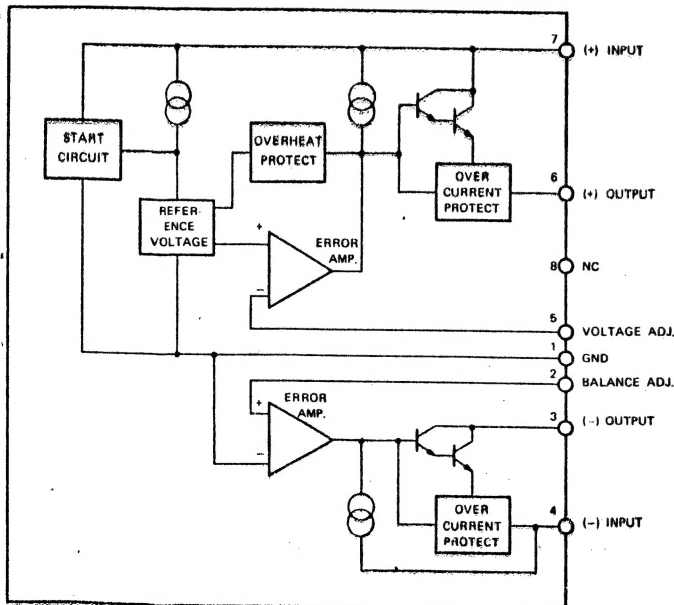 7
(+) INPUT
START
CIRCUIT
OVERHEAT
PROTECT
OVER
CURRENT
PROTECT
6
(+) OUTPUT
REFER-
ENCE
VOLTAGE
+
−
ERROR
AMP.
8
NC
5
VOLTAGE ADJ.
1
GND
2
BALANCE ADJ.
ERROR
AMP.
+
−
3
(−) OUTPUT
OVER
CURRENT
PROTECT
4
(−) INPUT